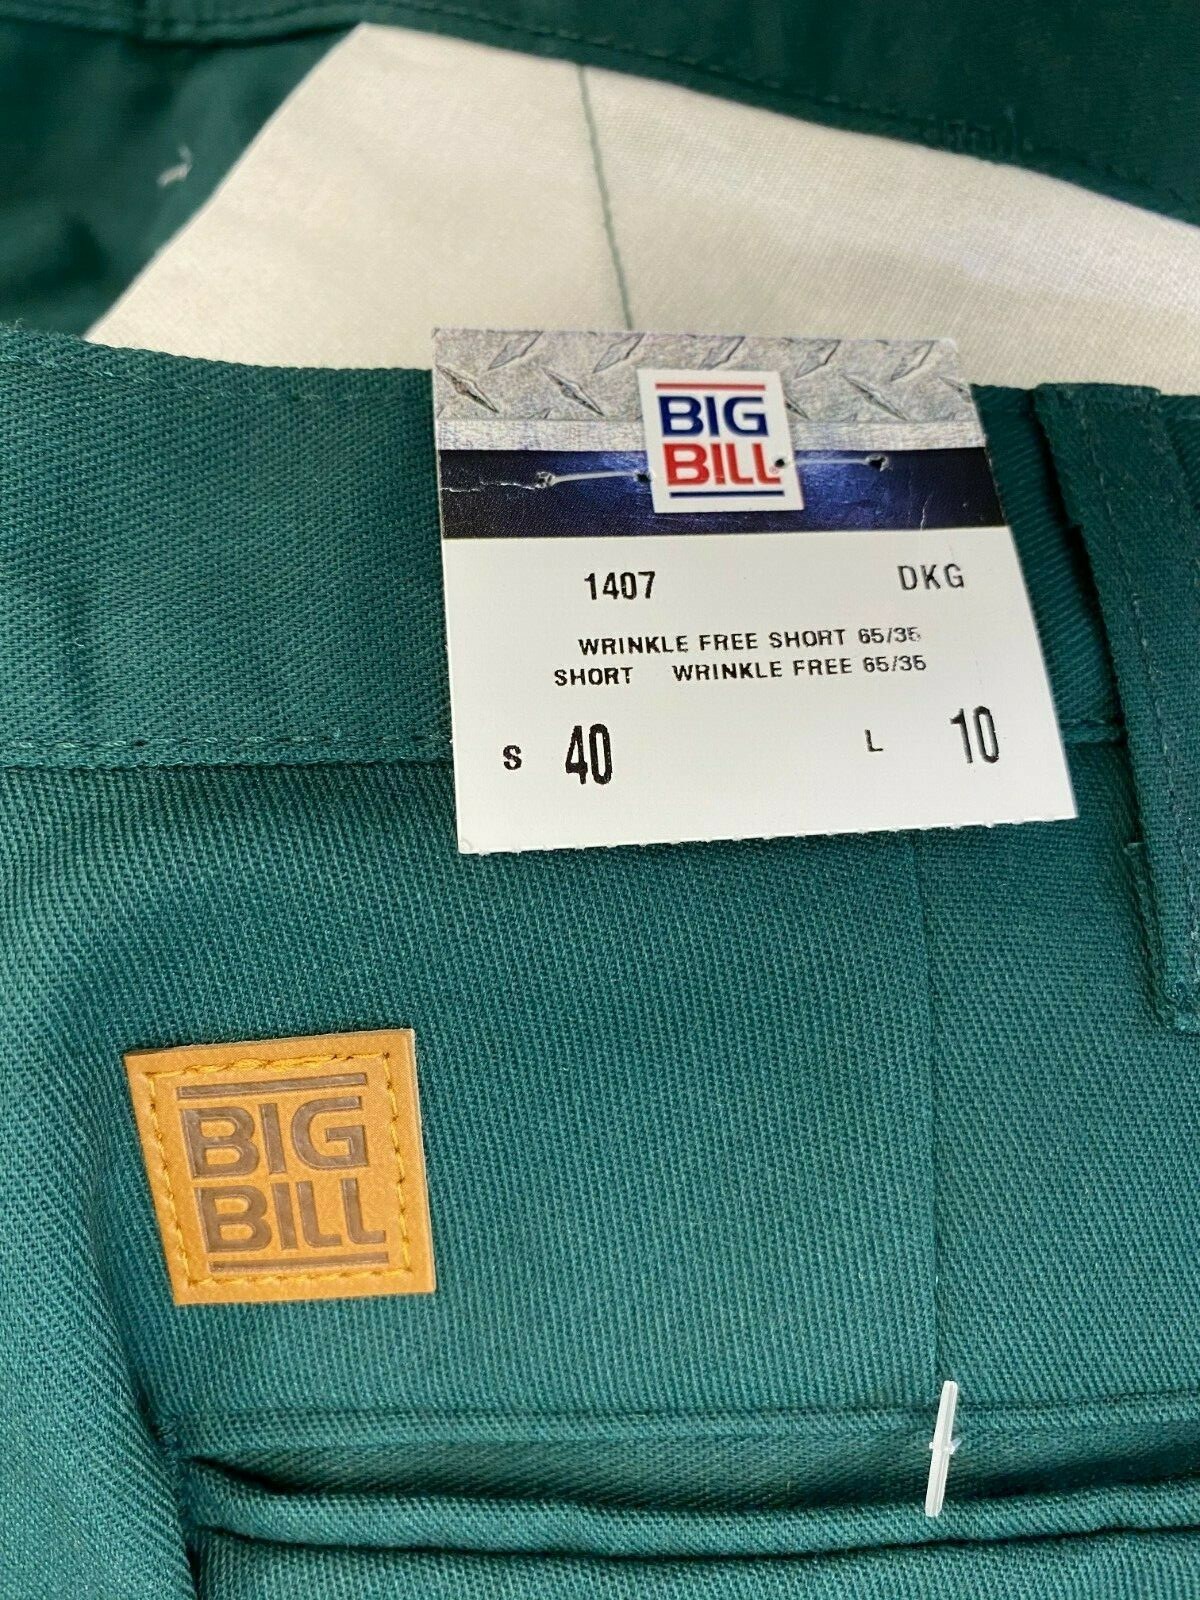 BIG
BILL
1407 DKG
WRINKLE FREE SHORT 65/35
SHORT WRINKLE FREE 65/35
S 40 L 10
BIG
BILL